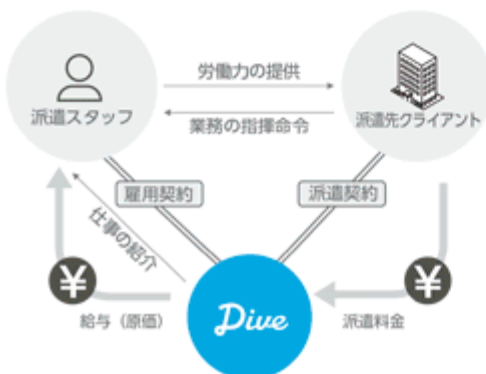 労働力の提供
派遣スタッフ
業務の指揮命令
派遣先クライアント
雇用契約
派遣契約
仕事の紹介
¥
¥
Dive
給与（原価）
派遣料金